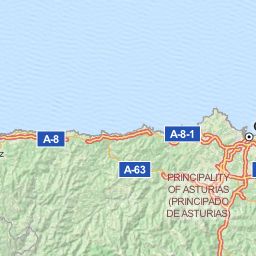 A-8-1
A-8
A-63
PRINCIPALITY
OF ASTURIAS
(PRINCIPADO
DE ASTURIAS)